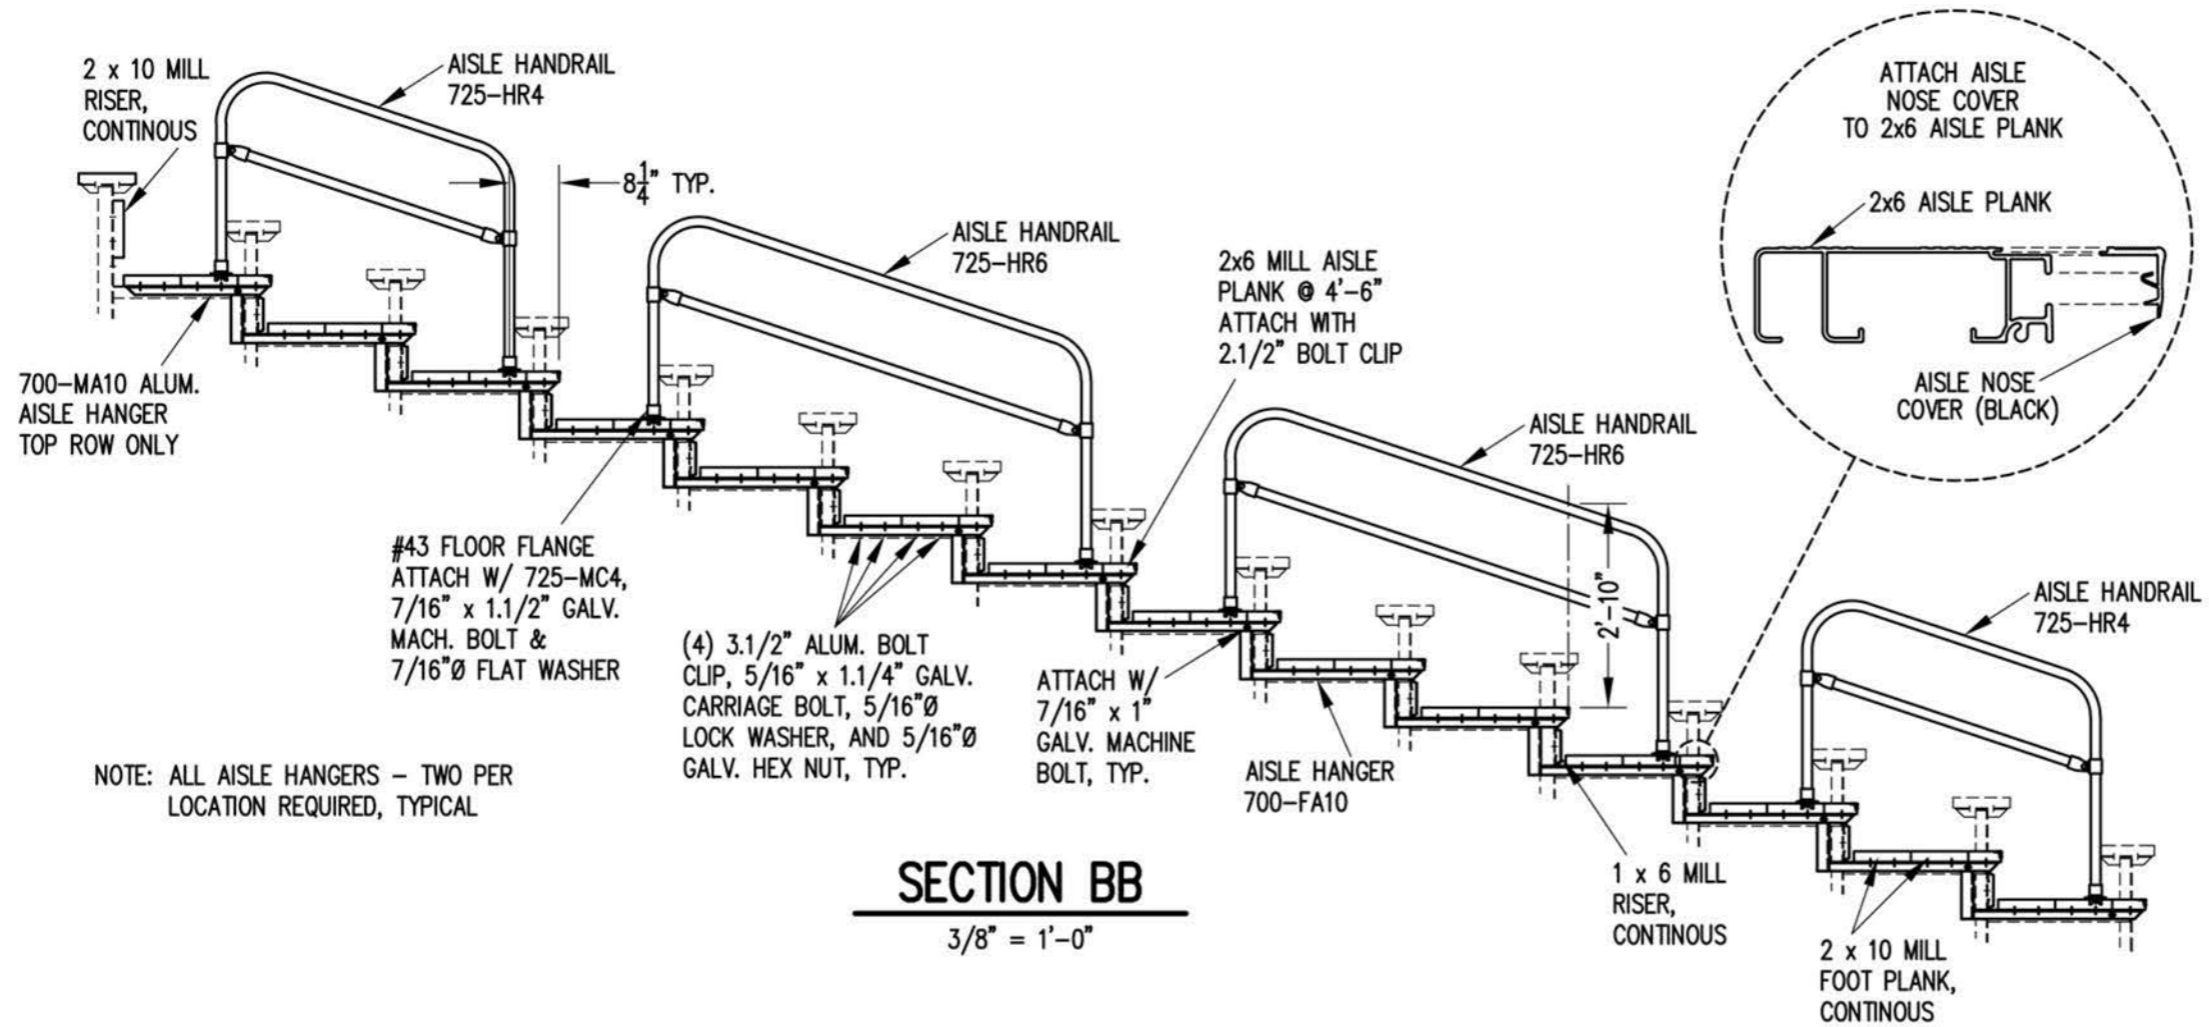 2 x 10 MILL
RISER,
CONTINOUS
AISLE HANDRAIL
725-HR4
8 1/4" TYP.
AISLE HANDRAIL
725-HR6
2x6 MILL AISLE
PLANK @ 4'-6"
ATTACH WITH
2.1/2" BOLT CLIP
ATTACH AISLE
NOSE COVER
TO 2x6 AISLE PLANK
2x6 AISLE PLANK
AISLE NOSE
COVER (BLACK)
700-MA10 ALUM.
AISLE HANGER
TOP ROW ONLY
AISLE HANDRAIL
725-HR6
2'-10"
#43 FLOOR FLANGE
ATTACH W/ 725-MC4,
7/16" x 1.1/2" GALV.
MACH. BOLT &
7/16"Ø FLAT WASHER
(4) 3.1/2" ALUM. BOLT
CLIP, 5/16" x 1.1/4" GALV.
CARRIAGE BOLT, 5/16"Ø
LOCK WASHER, AND 5/16"Ø
GALV. HEX NUT, TYP.
ATTACH W/
7/16" x 1"
GALV. MACHINE
BOLT, TYP.
AISLE HANGER
700-FA10
AISLE HANDRAIL
725-HR4
NOTE: ALL AISLE HANGERS - TWO PER
LOCATION REQUIRED, TYPICAL
1 x 6 MILL
RISER,
CONTINOUS
2 x 10 MILL
FOOT PLANK,
CONTINOUS
SECTION BB
3/8" = 1'-0"